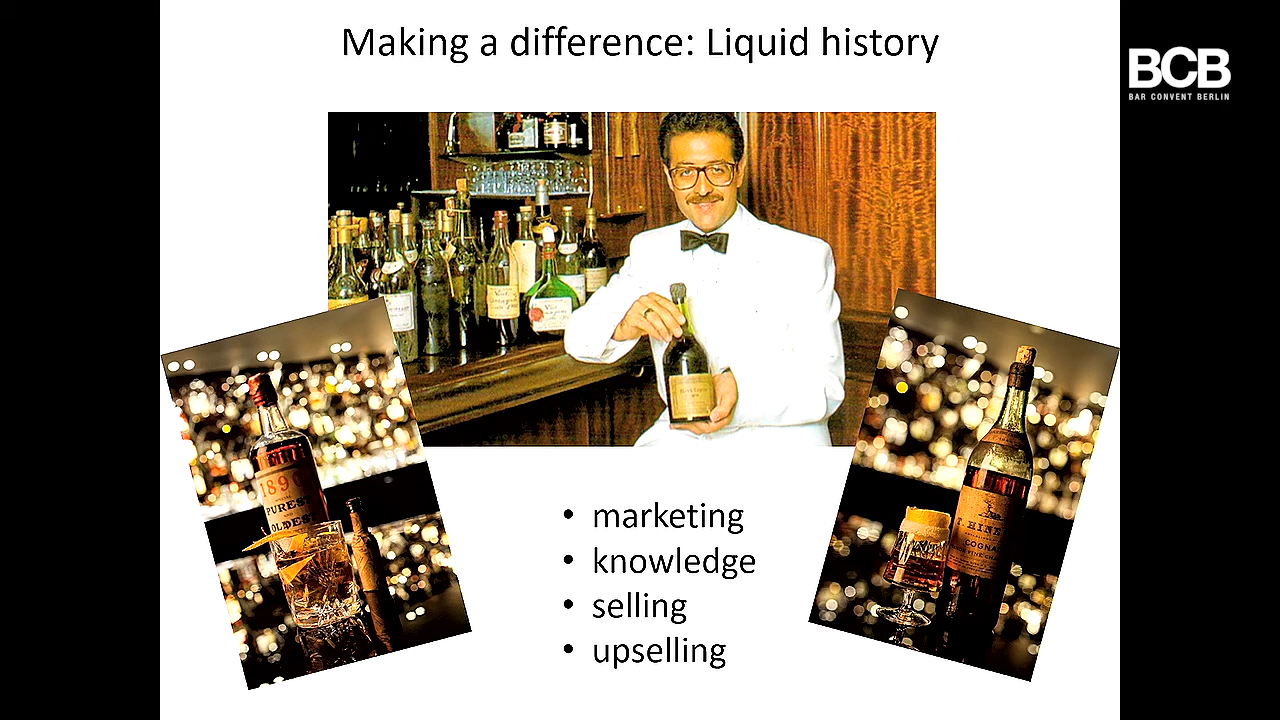 Making a difference: Liquid history
BCB
BAR CONVENT BERLIN
1890
PUREST
OLDEST
T. HINE
COGNAC
• marketing
• knowledge
• selling
• upselling